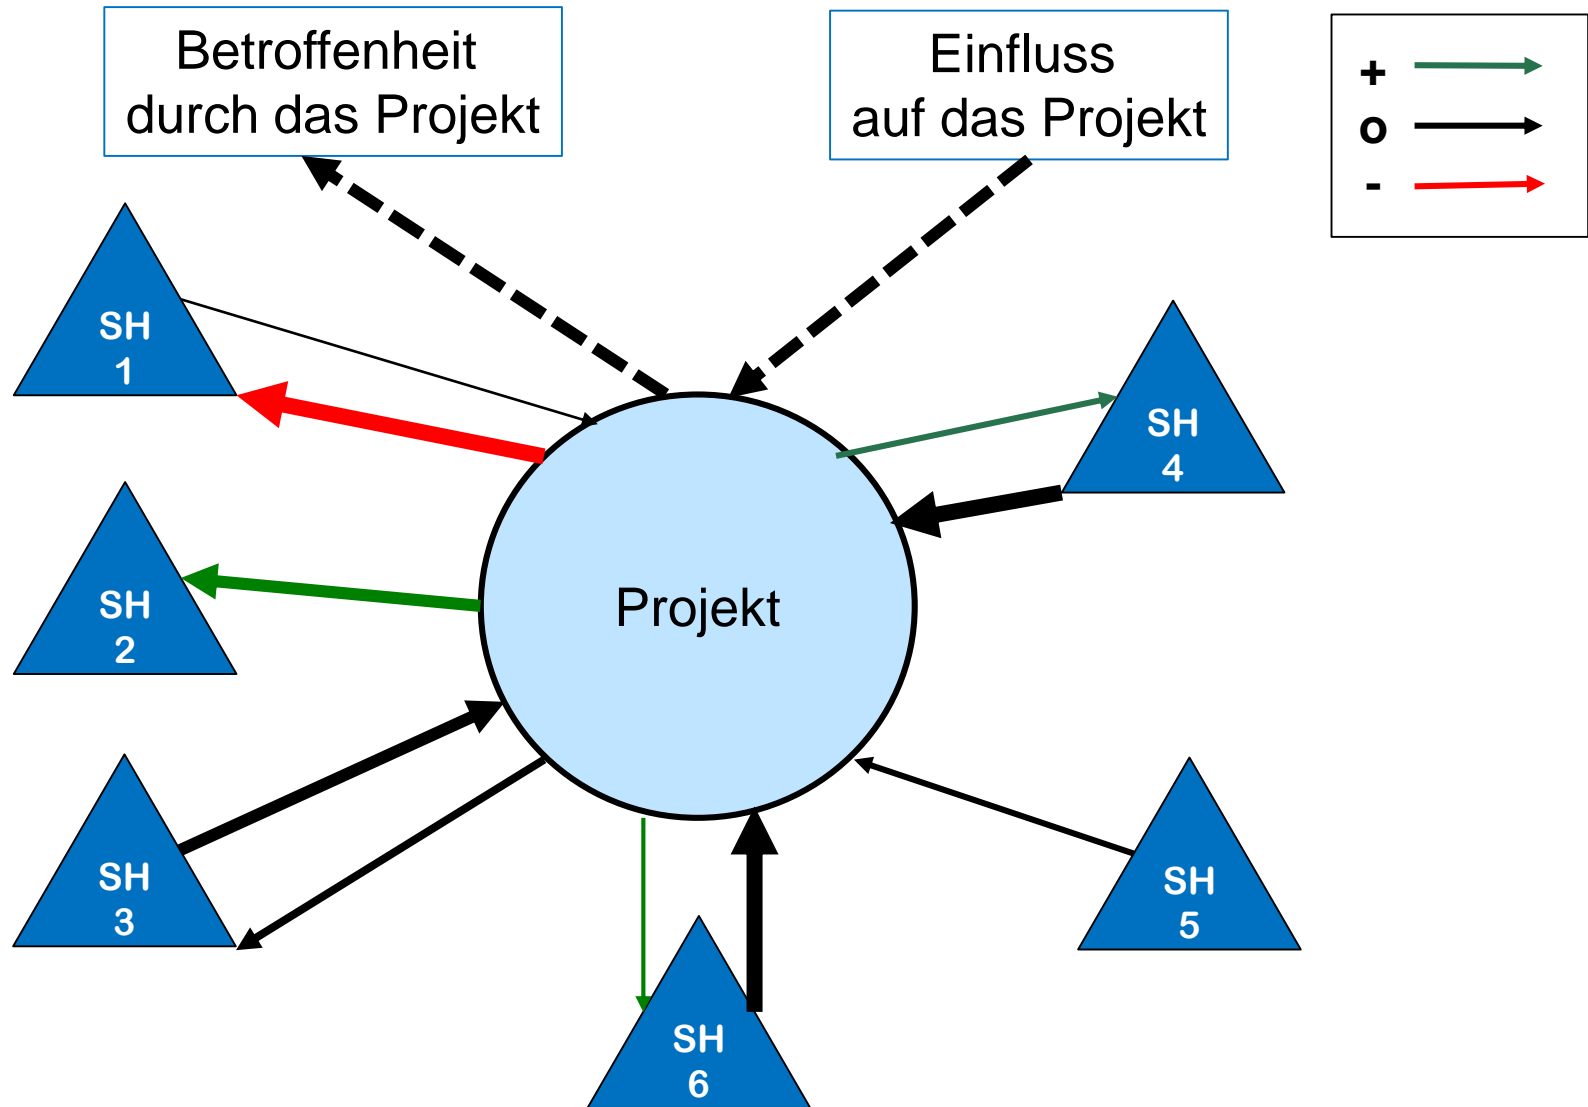 Betroffenheit
durch das Projekt
Einfluss
auf das Projekt
+
o
-
SH
1
SH
4
SH
2
Projekt
SH
3
SH
5
SH
6